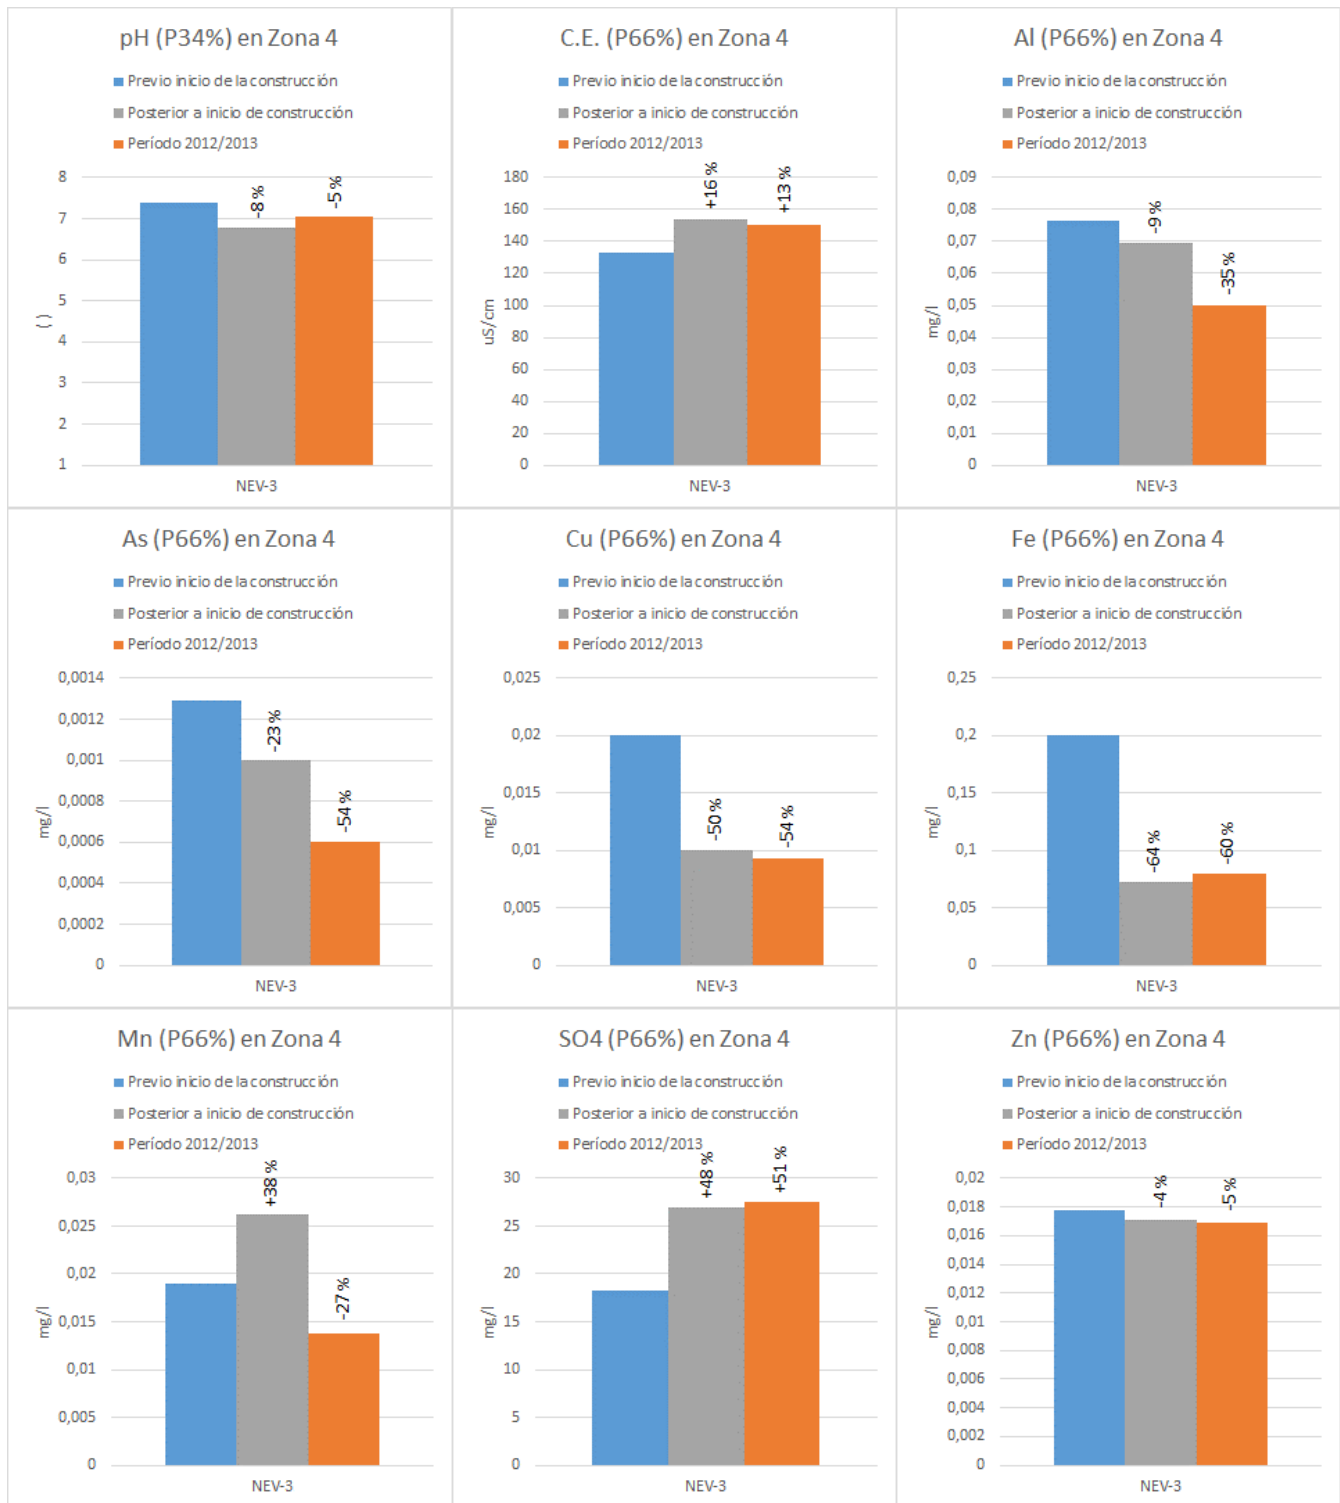 pH (P34%) en Zona 4
Previo inicio de la construcción
Posterior a inicio de construcción
Período 2012/2013
8
7
6
5
4
3
2
1
( )
-8 %
-5 %
NEV-3
C.E. (P66%) en Zona 4
Previo inicio de la construcción
Posterior a inicio de construcción
Período 2012/2013
180
160
140
120
100
80
60
40
20
0
uS/cm
+16 %
+13 %
NEV-3
Al (P66%) en Zona 4
Previo inicio de la construcción
Posterior a inicio de construcción
Período 2012/2013
0,09
0,08
0,07
0,06
0,05
0,04
0,03
0,02
0,01
0
mg/l
-9 %
-35 %
NEV-3
As (P66%) en Zona 4
Previo inicio de la construcción
Posterior a inicio de construcción
Período 2012/2013
0,0014
0,0012
0,001
0,0008
0,0006
0,0004
0,0002
0
mg/l
-23 %
-54 %
NEV-3
Cu (P66%) en Zona 4
Previo inicio de la construcción
Posterior a inicio de construcción
Período 2012/2013
0,025
0,02
0,015
0,01
0,005
0
mg/l
-50 %
-54 %
NEV-3
Fe (P66%) en Zona 4
Previo inicio de la construcción
Posterior a inicio de construcción
Período 2012/2013
0,25
0,2
0,15
0,1
0,05
0
mg/l
-64 %
-60 %
NEV-3
Mn (P66%) en Zona 4
Previo inicio de la construcción
Posterior a inicio de construcción
Período 2012/2013
0,03
0,025
0,02
0,015
0,01
0,005
0
mg/l
+38 %
-27 %
NEV-3
SO4 (P66%) en Zona 4
Previo inicio de la construcción
Posterior a inicio de construcción
Período 2012/2013
30
25
20
15
10
5
0
mg/l
+48 %
+51 %
NEV-3
Zn (P66%) en Zona 4
Previo inicio de la construcción
Posterior a inicio de construcción
Período 2012/2013
0,02
0,018
0,016
0,014
0,012
0,01
0,008
0,006
0,004
0,002
0
mg/l
-4 %
-5 %
NEV-3